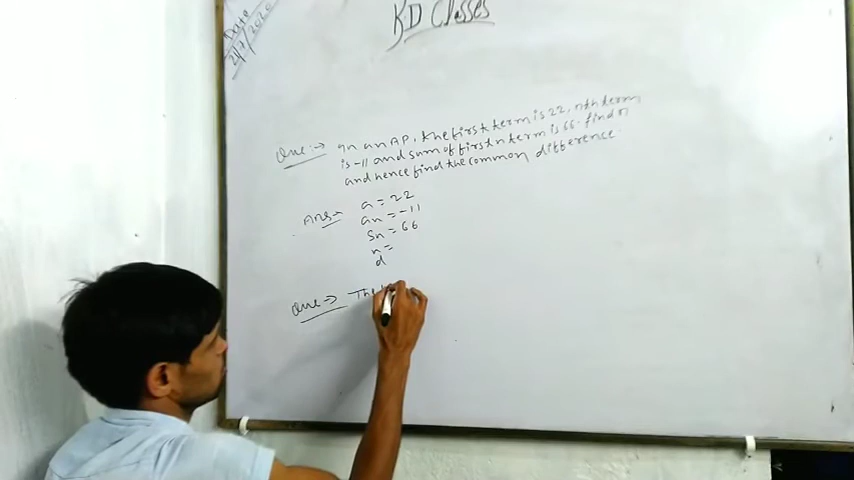 Date
21/7/2020
KD Classes
Que:→ In an AP, the first term is 22, nth term
is -11 and sum of first n term is 66. find n
and hence find the common difference.
Ans→ a = 22
an = -11
Sn = 66
n =
d
Que→ The